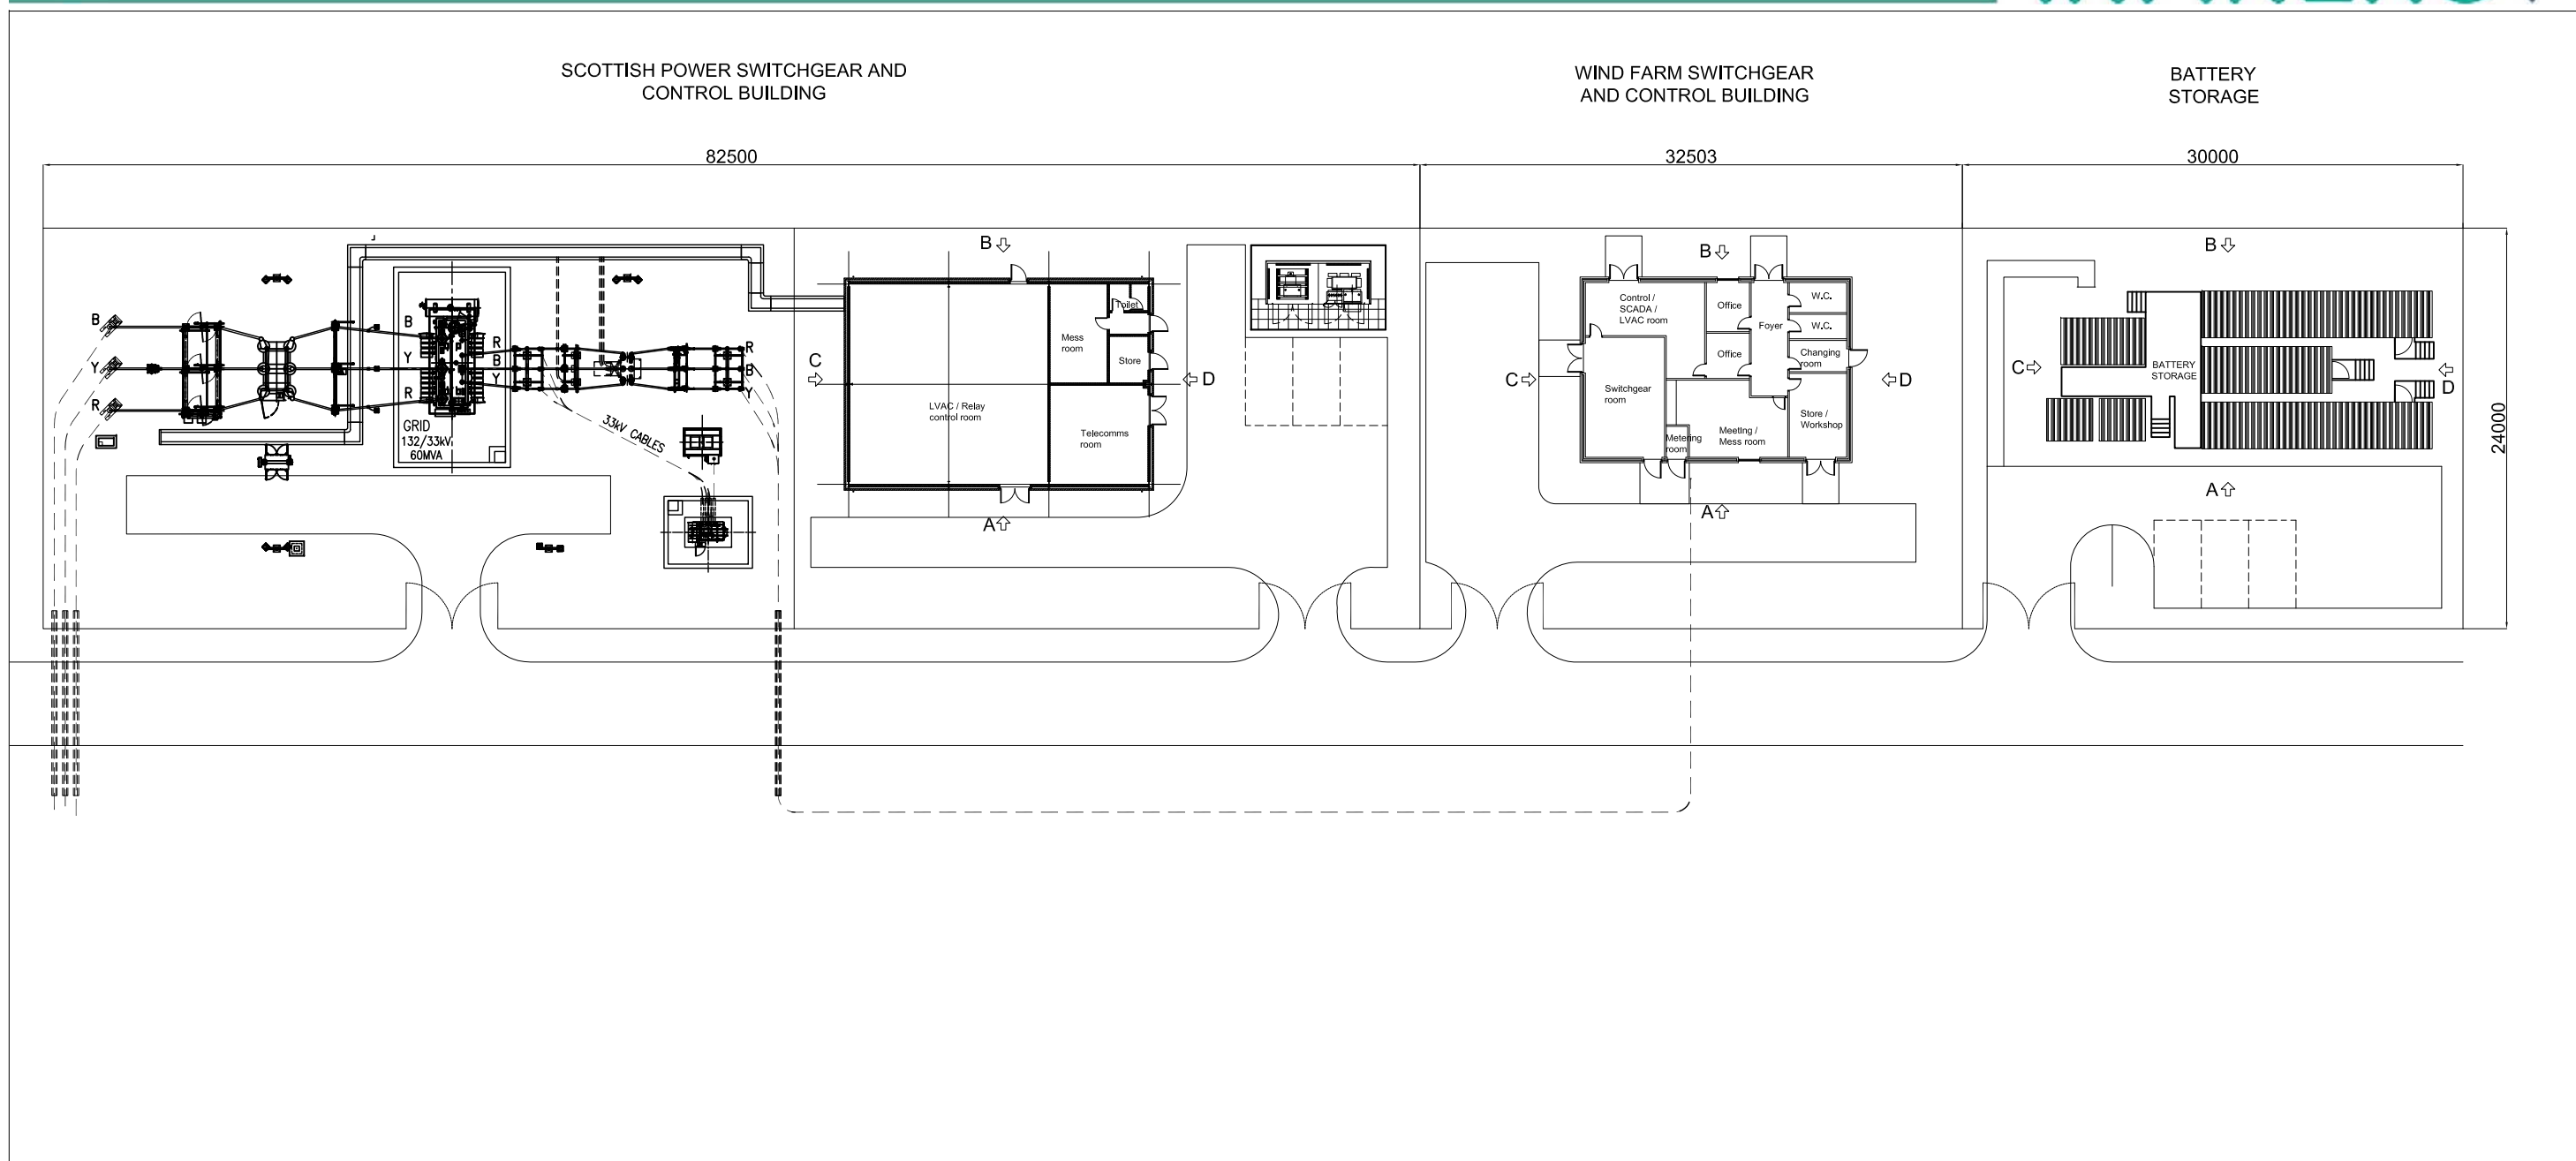 SCOTTISH POWER SWITCHGEAR AND
CONTROL BUILDING
WIND FARM SWITCHGEAR
AND CONTROL BUILDING
BATTERY
STORAGE
82500
32503
30000
24000
B
Y
R
B
Y
R
R
B
Y
R
B
Y
GRID
132/33kV
60MVA
33kV CABLES
B
C
D
A
Toilet
Mess
room
Store
LVAC / Relay
control room
Telecomms
room
B
C
D
A
Control /
SCADA /
LVAC room
Office
Office
Foyer
W.C.
W.C.
Changing
room
Switchgear
room
Metering
room
Meeting /
Mess room
Store /
Workshop
B
C
D
A
BATTERY
STORAGE